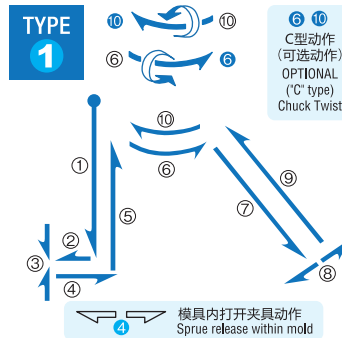 TYPE
1
⑩ ⑩
⑥ ⑥
⑥ ⑩
C型动作
(可选动作)
OPTIONAL
("C" type)
Chuck Twist
⑩
⑥
①
⑤
②
③
④
⑦
⑨
⑧
④
模具内打开夹具动作
Sprue release within mold